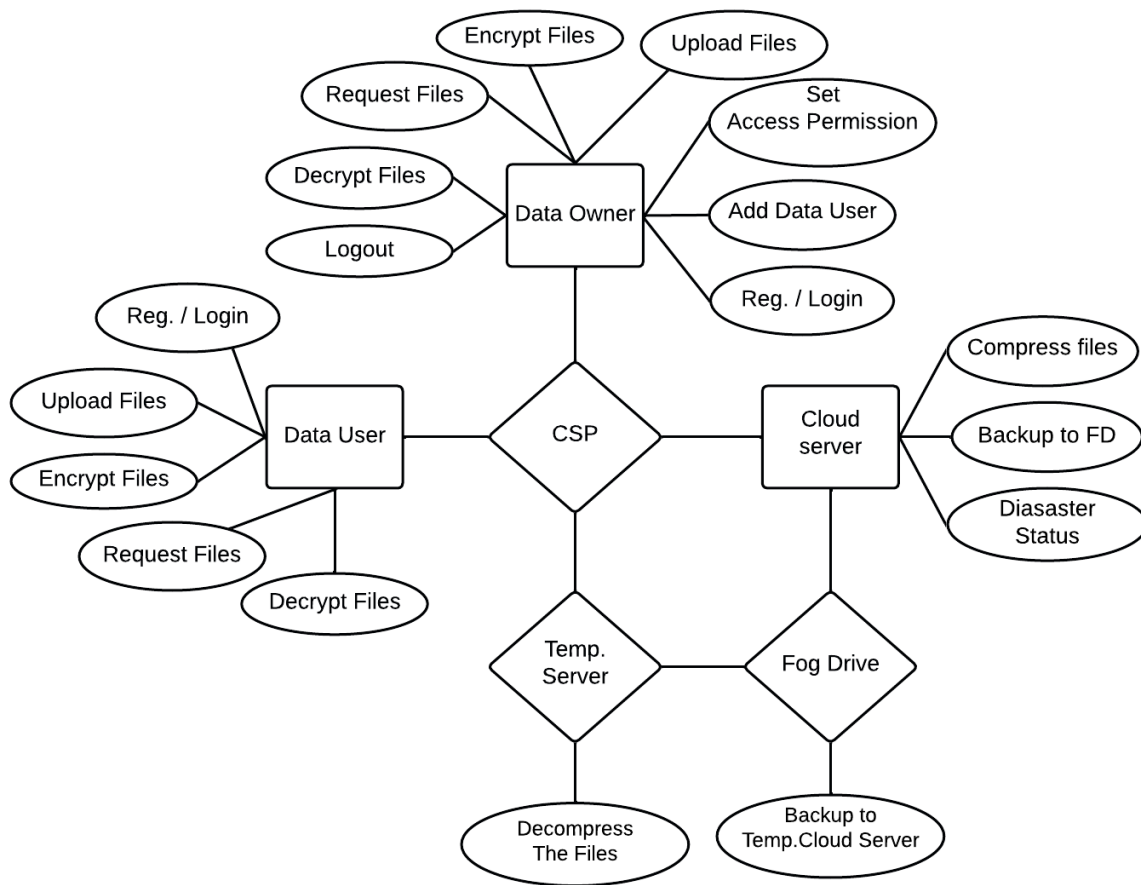 Encrypt Files
Upload Files
Request Files
Set
Access Permission
Decrypt Files
Data Owner
Add Data User
Logout
Reg. / Login
Reg. / Login
Compress files
Upload Files
Data User
CSP
Cloud
server
Backup to FD
Encrypt Files
Diasaster
Status
Request Files
Decrypt Files
Temp.
Server
Fog Drive
Decompress
The Files
Backup to
Temp.Cloud Server